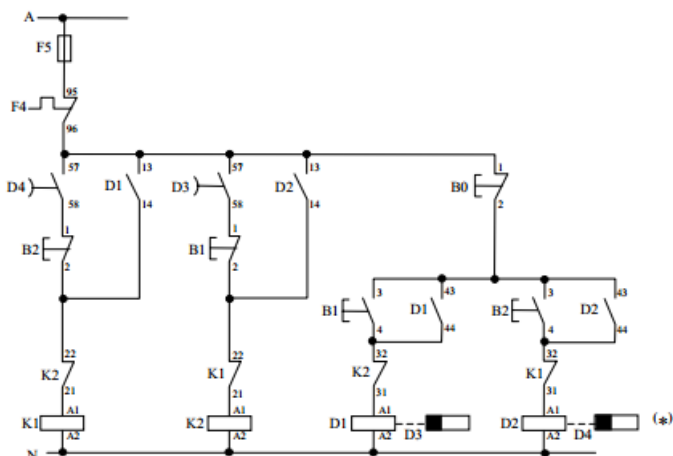 A
F5
95
F4
96
57 13 57 13 1
D4 D1 D3 D2 B0
58 14 58 14 2
1 1
B2 B1
2 2
3 43 3 43
B1 D1 B2 D2
4 44 4 44
22 22 32 32
K2 K1 K2 K1
21 21 31 31
A1 A1 A1 A1
K1 K2 D1 D3 D2 D4 (*)
A2 A2 A2 A2
N